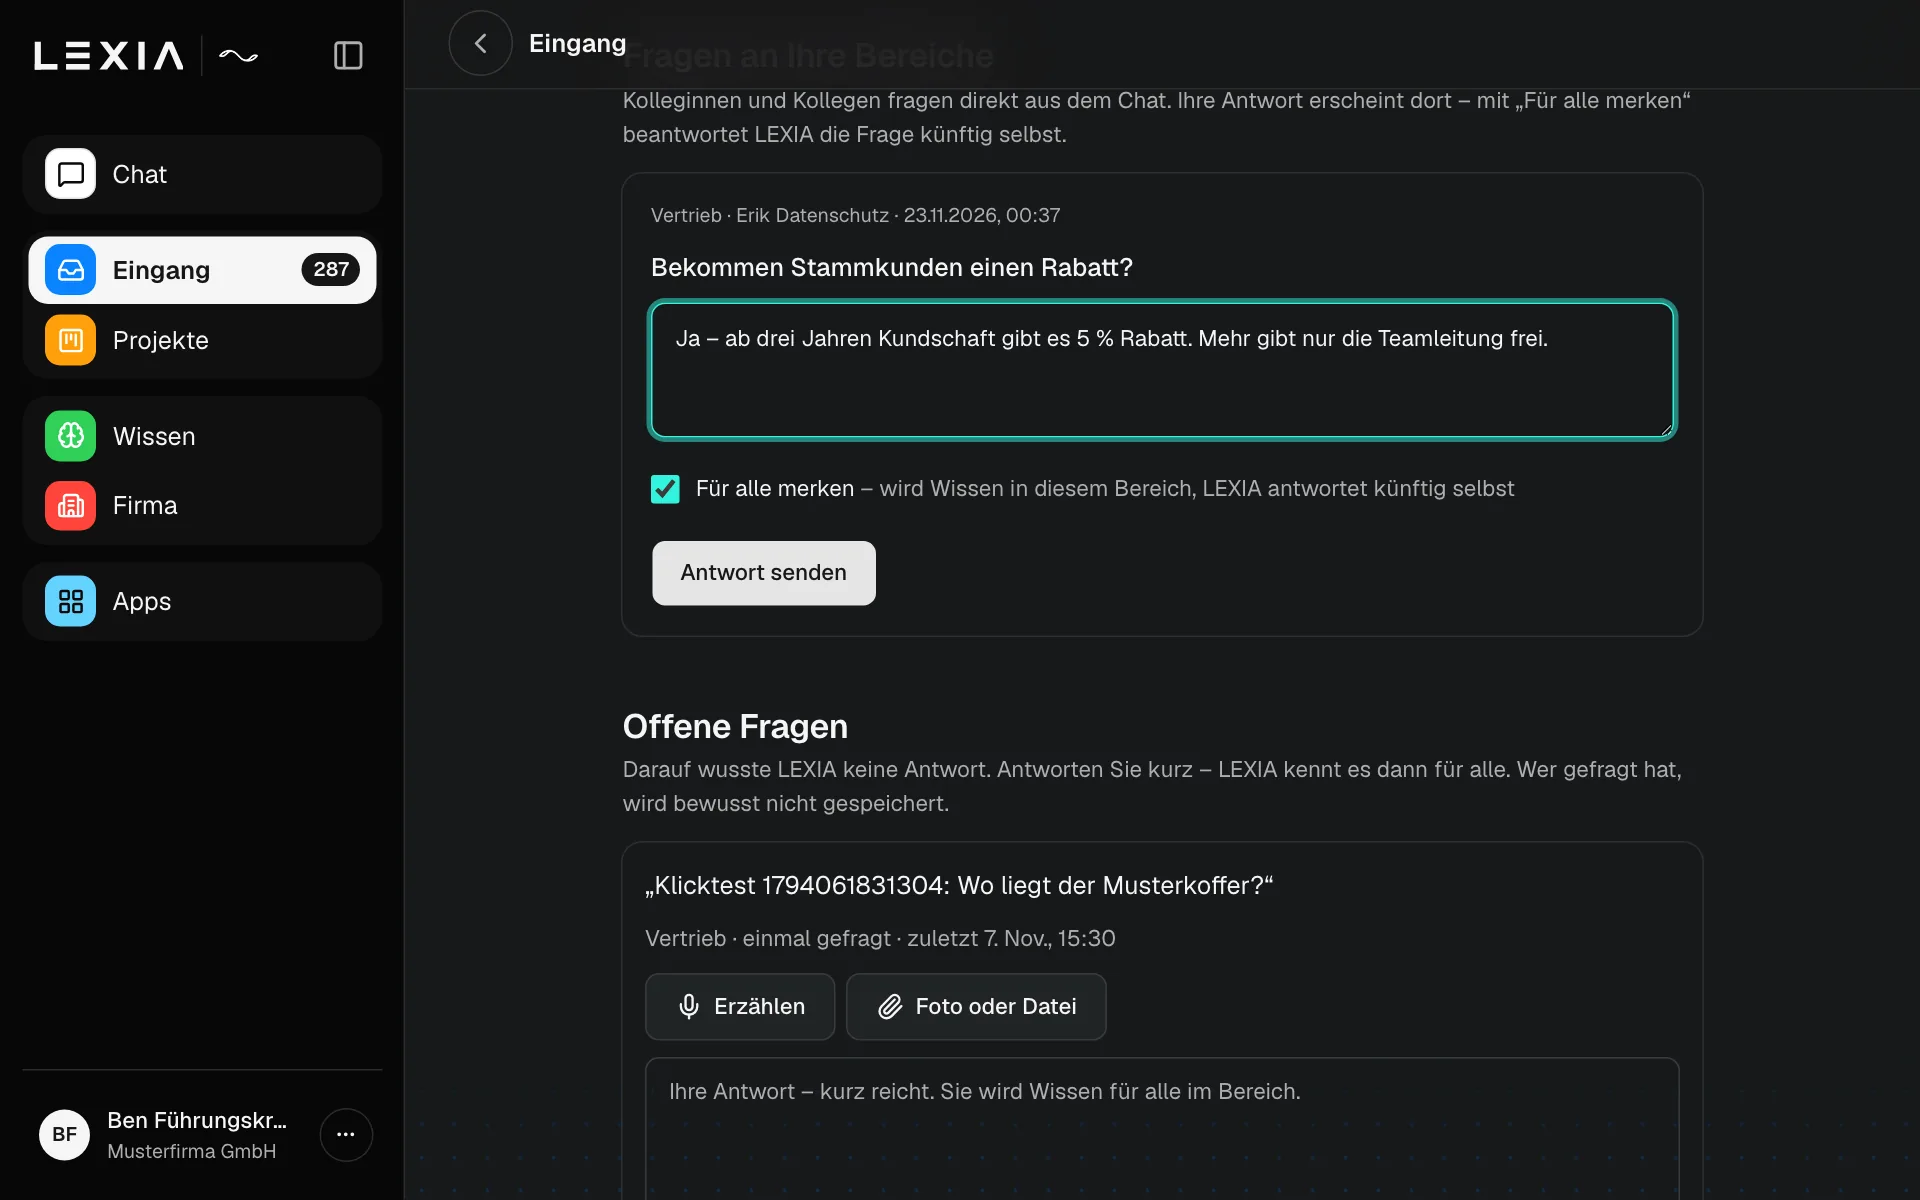 LEXIA
Chat
Eingang
287
Projekte
Wissen
Firma
Apps
BF
Ben Führungskr...
Musterfirma GmbH
Eingang
Fragen an Ihre Bereiche
Kolleginnen und Kollegen fragen direkt aus dem Chat. Ihre Antwort erscheint dort – mit „Für alle merken“
beantwortet LEXIA die Frage künftig selbst.
Vertrieb · Erik Datenschutz · 23.11.2026, 00:37
Bekommen Stammkunden einen Rabatt?
Ja – ab drei Jahren Kundschaft gibt es 5 % Rabatt. Mehr gibt nur die Teamleitung frei.
Für alle merken – wird Wissen in diesem Bereich, LEXIA antwortet künftig selbst
Antwort senden
Offene Fragen
Darauf wusste LEXIA keine Antwort. Antworten Sie kurz – LEXIA kennt es dann für alle. Wer gefragt hat,
wird bewusst nicht gespeichert.
„Klicktest 1794061831304: Wo liegt der Musterkoffer?“
Vertrieb · einmal gefragt · zuletzt 7. Nov., 15:30
Erzählen
Foto oder Datei
Ihre Antwort – kurz reicht. Sie wird Wissen für alle im Bereich.